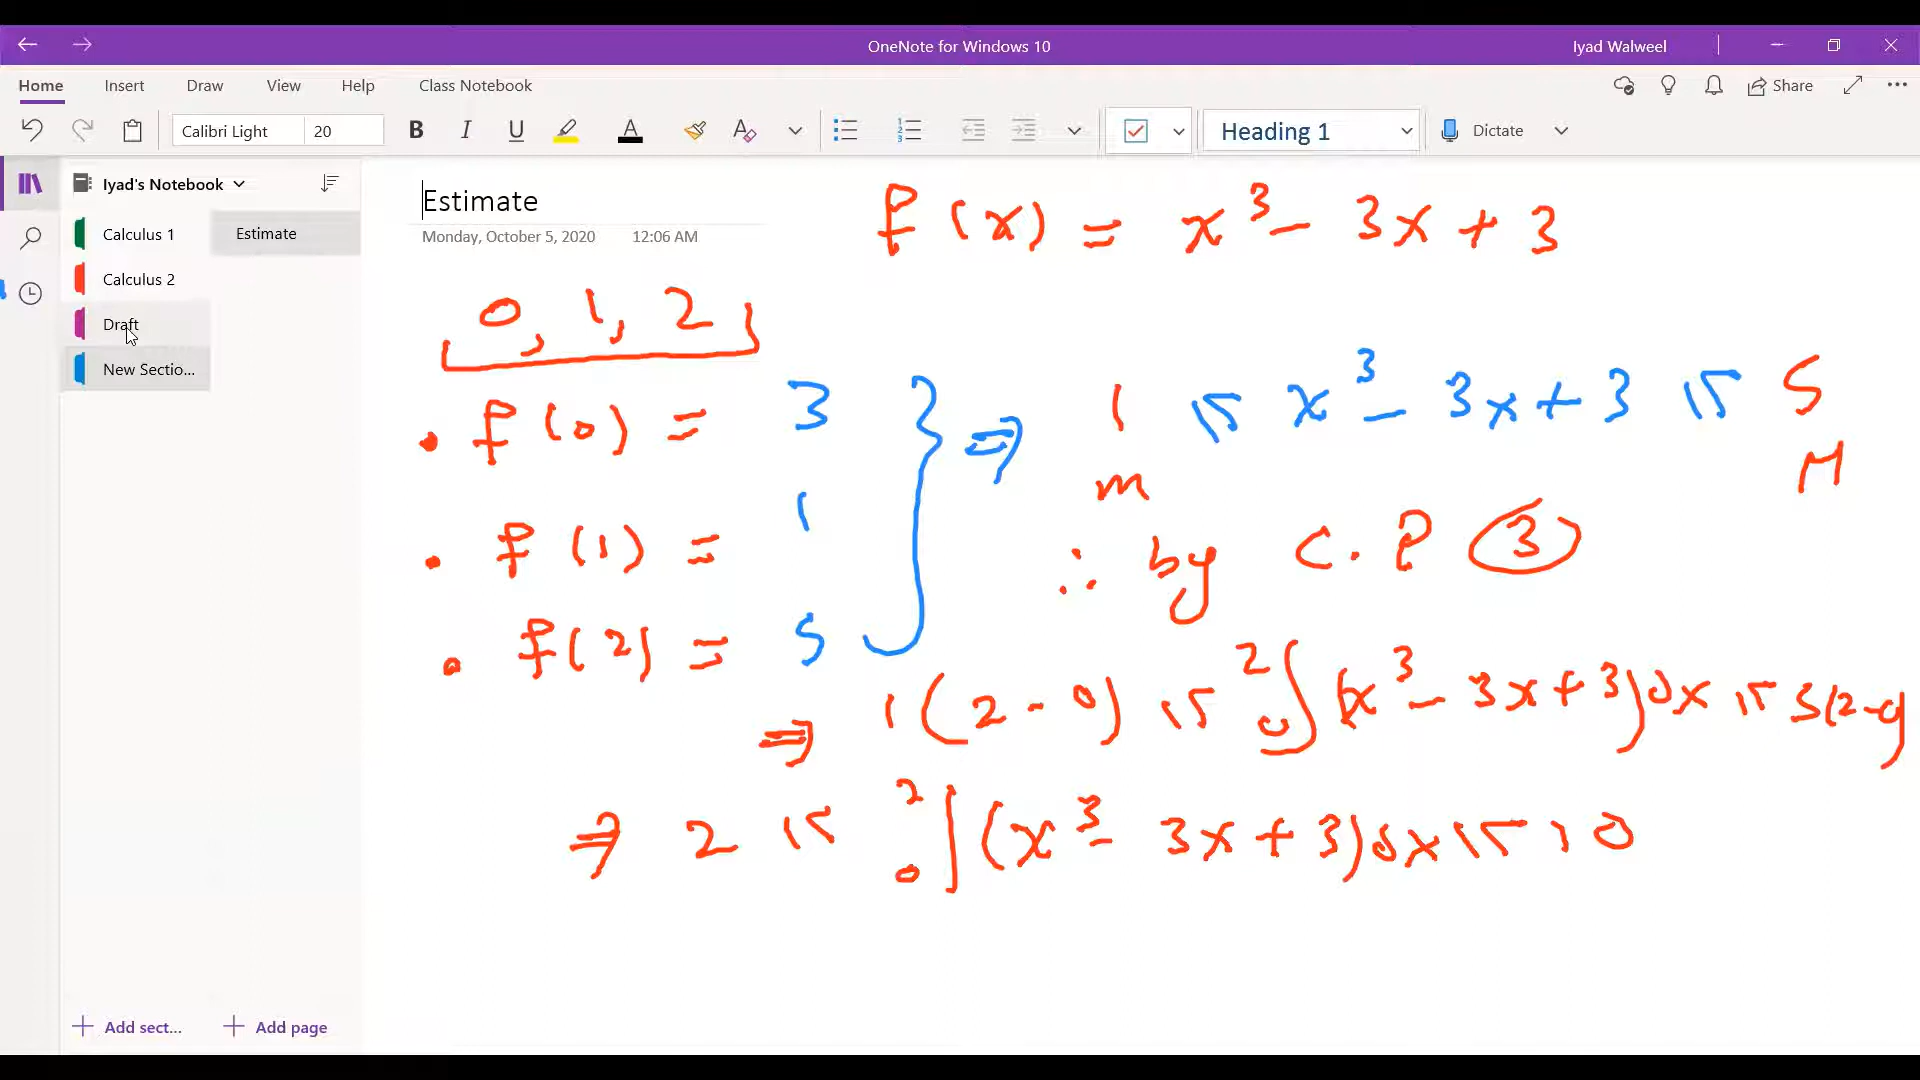 OneNote for Windows 10
Iyad Walweel
Home Insert Draw View Help Class Notebook
Share
Calibri Light 20 B I U A
Heading 1
Dictate
Iyad's Notebook
Calculus 1
Calculus 2
Draft
New Sectio...
Estimate
Add sect...
Add page
Estimate
Monday, October 5, 2020 12:06 AM
f(x) = x³ - 3x + 3
0, 1, 2
• f(0) = 3
• f(1) = 1
• f(2) = 5
⇒ 1 ≤ x³ - 3x + 3 ≤ 5
m M
∴ by C.P ③
⇒ 1(2-0) ≤ ₀²∫(x³ - 3x + 3)dx ≤ 5(2-0)
⇒ 2 ≤ ₀²∫(x³ - 3x + 3)dx ≤ 10